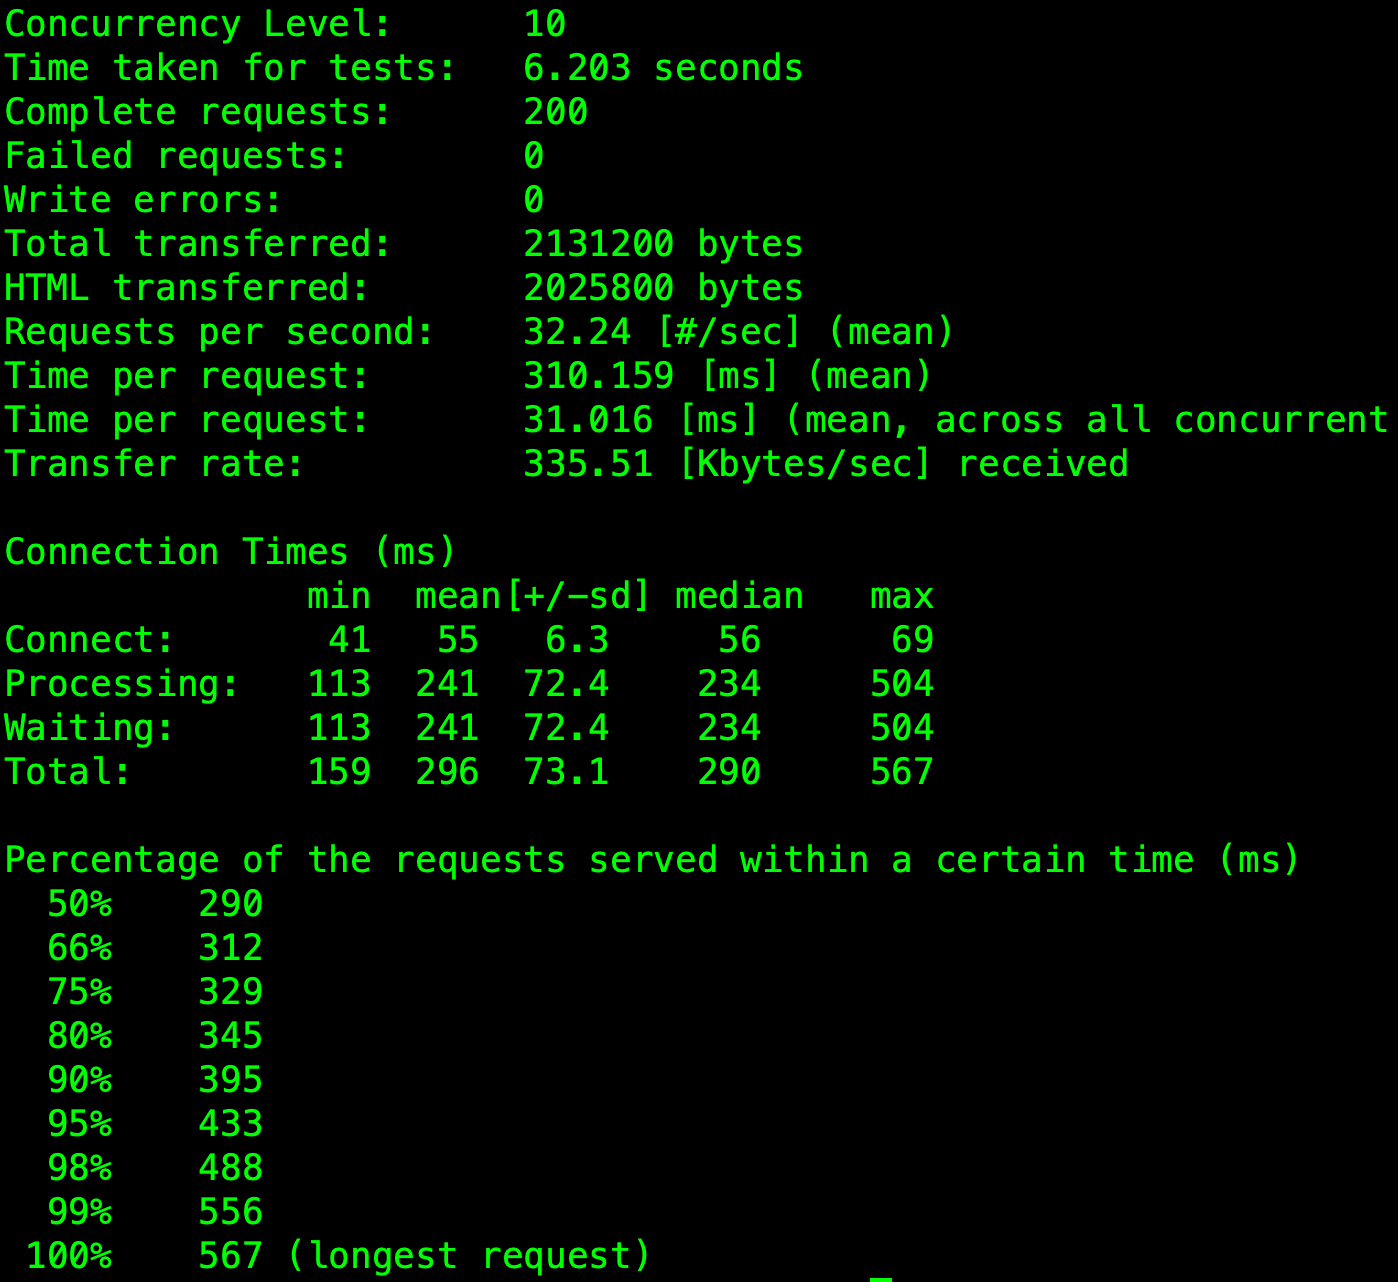 Concurrency Level:      10
Time taken for tests:   6.203 seconds
Complete requests:      200
Failed requests:        0
Write errors:           0
Total transferred:      2131200 bytes
HTML transferred:       2025800 bytes
Requests per second:    32.24 [#/sec] (mean)
Time per request:       310.159 [ms] (mean)
Time per request:       31.016 [ms] (mean, across all concurrent
Transfer rate:          335.51 [Kbytes/sec] received

Connection Times (ms)
              min  mean[+/-sd] median   max
Connect:       41   55   6.3     56      69
Processing:   113  241  72.4    234     504
Waiting:      113  241  72.4    234     504
Total:        159  296  73.1    290     567

Percentage of the requests served within a certain time (ms)
  50%    290
  66%    312
  75%    329
  80%    345
  90%    395
  95%    433
  98%    488
  99%    556
 100%    567 (longest request)